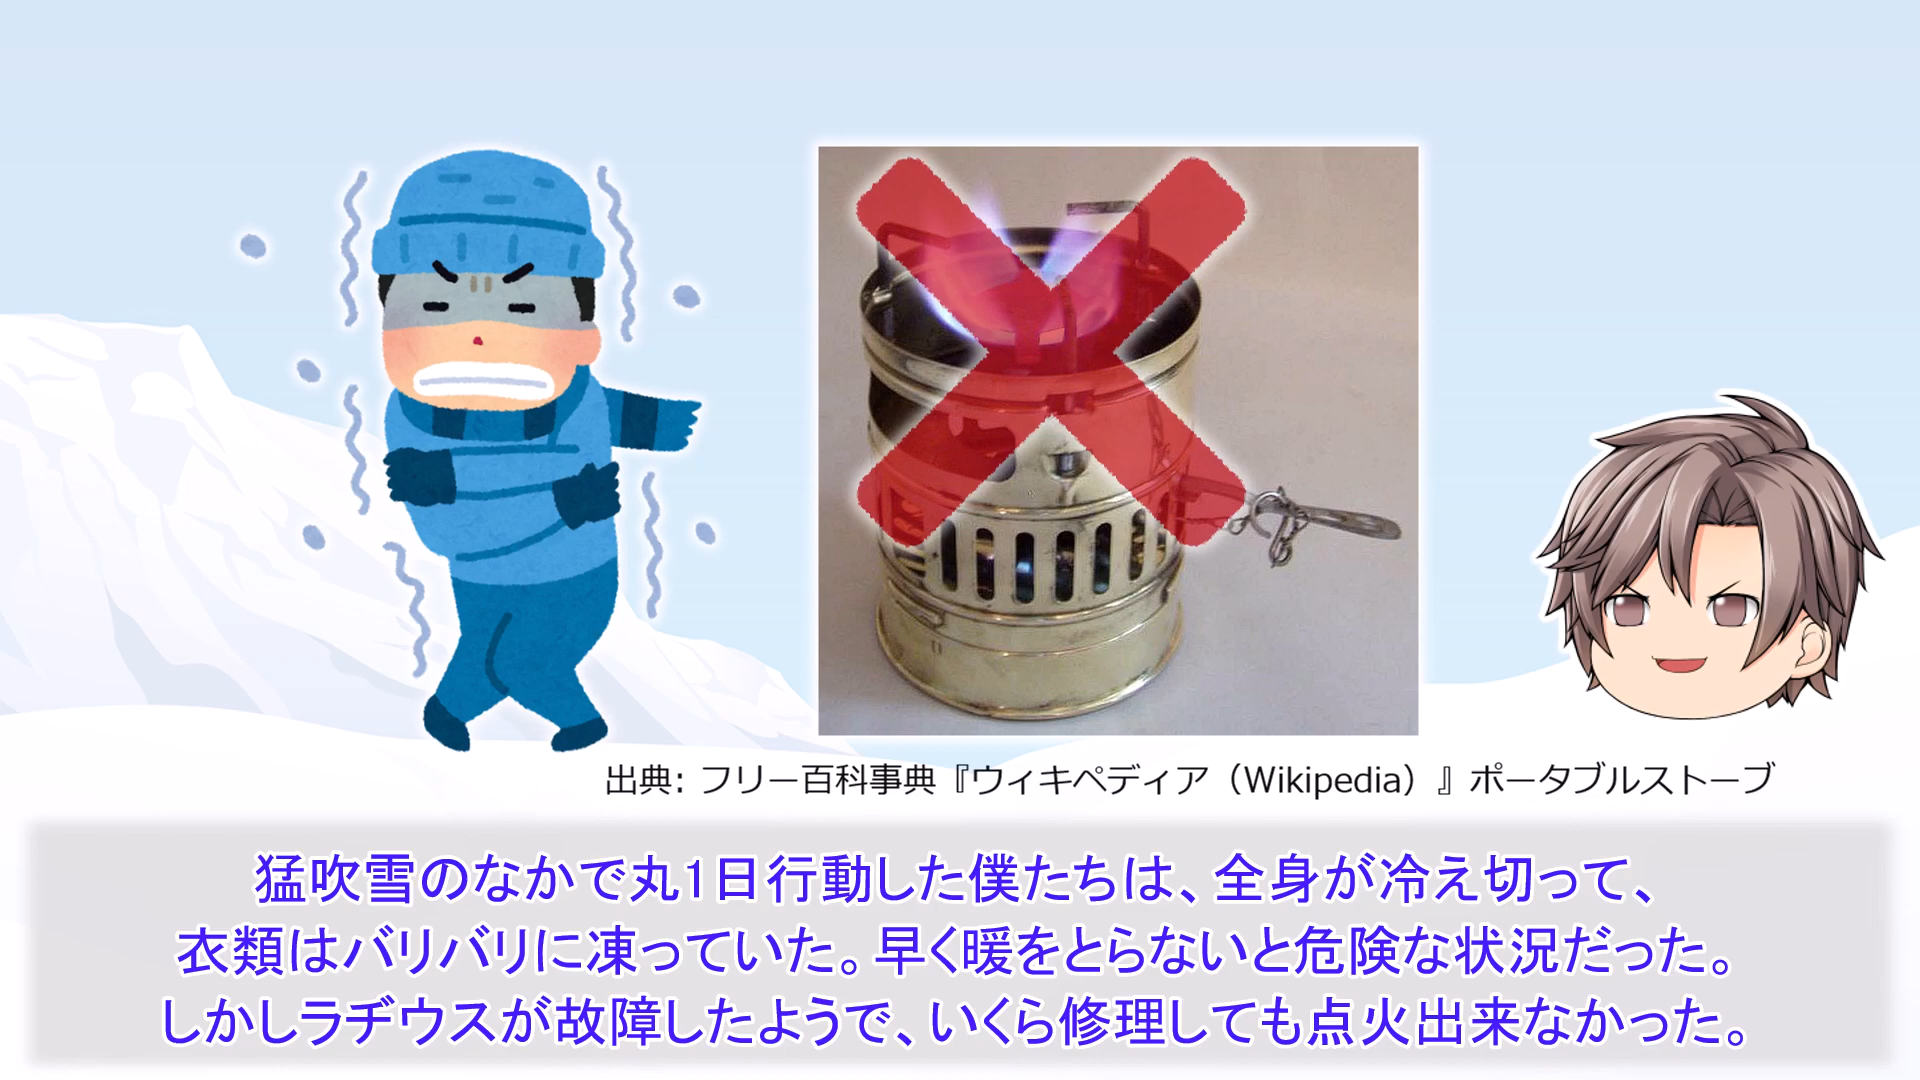 出典: フリー百科事典『ウィキペディア（Wikipedia）』ポータブルストーブ
猛吹雪のなかで丸1日行動した僕たちは、全身が冷え切って、
衣類はバリバリに凍っていた。早く暖をとらないと危険な状況だった。
しかしラヂウスが故障したようで、いくら修理しても点火出来なかった。